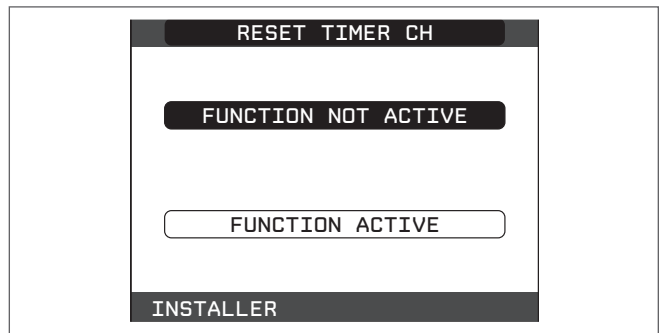 RESET TIMER CH
FUNCTION NOT ACTIVE
FUNCTION ACTIVE
INSTALLER